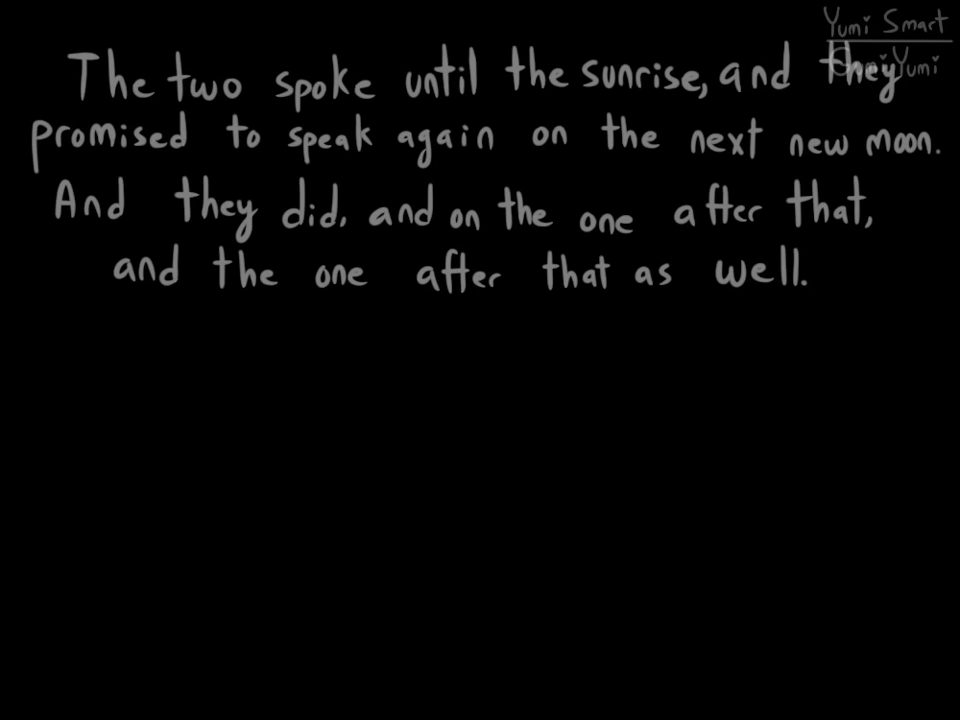 Yumi Smart
The two spoke until the sunrise, and they
promised to speak again on the next new moon.
And they did, and on the one after that,
and the one after that as well.